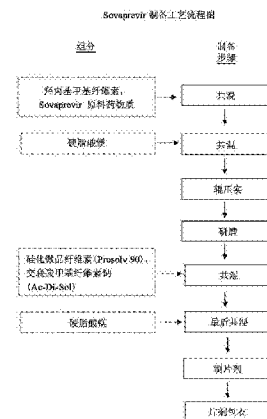 Sovaprevir 制备工艺流程图
组分
制备
步骤
羟丙基甲基纤维素,
Sovaprevir 原料药物质
共混
硬脂酸镁
共混
辊压实
研磨
硅化微晶纤维素(Prosolv 90)、
交联羧甲基纤维素钠
(Ac-Di-Sol)
共混
硬脂酸镁
最后共混
制片剂
片剂包衣